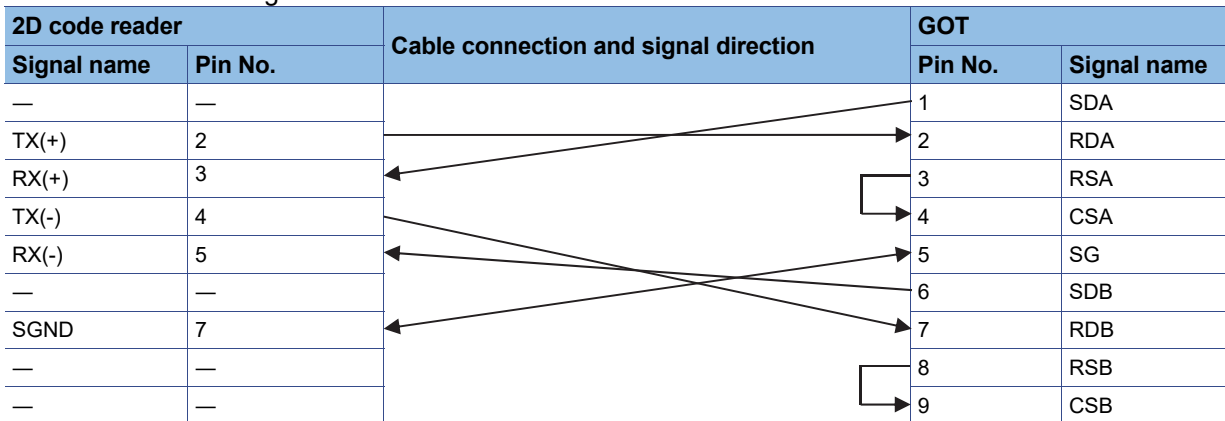 2D code reader Cable connection and signal direction GOT
Signal name Pin No. Pin No. Signal name
— — 1 SDA
TX(+) 2 2 RDA
RX(+) 3 3 RSA
TX(-) 4 4 CSA
RX(-) 5 5 SG
— — 6 SDB
SGND 7 7 RDB
— — 8 RSB
— — 9 CSB